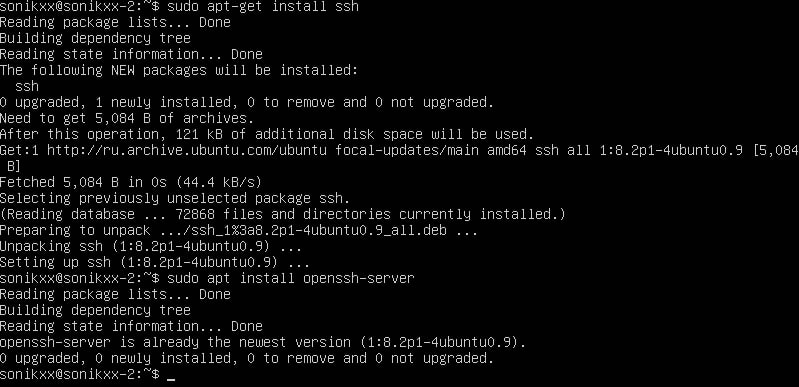 sonikxx@sonikxx-2:~$ sudo apt-get install ssh
Reading package lists... Done
Building dependency tree
Reading state information... Done
The following NEW packages will be installed:
  ssh
0 upgraded, 1 newly installed, 0 to remove and 0 not upgraded.
Need to get 5,084 B of archives.
After this operation, 121 kB of additional disk space will be used.
Get:1 http://ru.archive.ubuntu.com/ubuntu focal-updates/main amd64 ssh all 1:8.2p1-4ubuntu0.9 [5,084
 B]
Fetched 5,084 B in 0s (44.4 kB/s)
Selecting previously unselected package ssh.
(Reading database ... 72868 files and directories currently installed.)
Preparing to unpack .../ssh_1%3a8.2p1-4ubuntu0.9_all.deb ...
Unpacking ssh (1:8.2p1-4ubuntu0.9) ...
Setting up ssh (1:8.2p1-4ubuntu0.9) ...
sonikxx@sonikxx-2:~$ sudo apt install openssh-server
Reading package lists... Done
Building dependency tree
Reading state information... Done
openssh-server is already the newest version (1:8.2p1-4ubuntu0.9).
0 upgraded, 0 newly installed, 0 to remove and 0 not upgraded.
sonikxx@sonikxx-2:~$ _